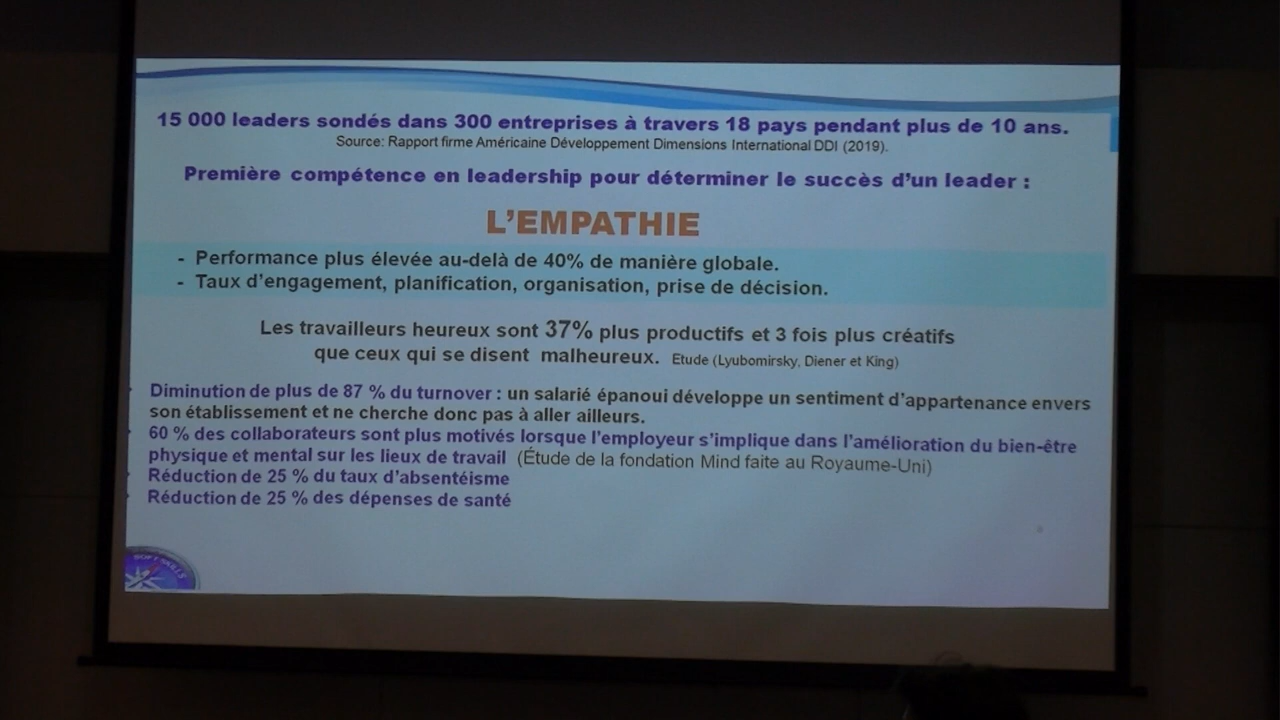 15 000 leaders sondés dans 300 entreprises à travers 18 pays pendant plus de 10 ans.
Source: Rapport firme Américaine Développement Dimensions International DDI (2019).
Première compétence en leadership pour déterminer le succès d'un leader :
L'EMPATHIE
- Performance plus élevée au-delà de 40% de manière globale.
- Taux d'engagement, planification, organisation, prise de décision.
Les travailleurs heureux sont 37% plus productifs et 3 fois plus créatifs
que ceux qui se disent malheureux. Etude (Lyubomirsky, Diener et King)
Diminution de plus de 87 % du turnover : un salarié épanoui développe un sentiment d'appartenance envers
son établissement et ne cherche donc pas à aller ailleurs.
60 % des collaborateurs sont plus motivés lorsque l'employeur s'implique dans l'amélioration du bien-être
physique et mental sur les lieux de travail (Étude de la fondation Mind faite au Royaume-Uni)
Réduction de 25 % du taux d'absentéisme
Réduction de 25 % des dépenses de santé
SOFT SKILLS